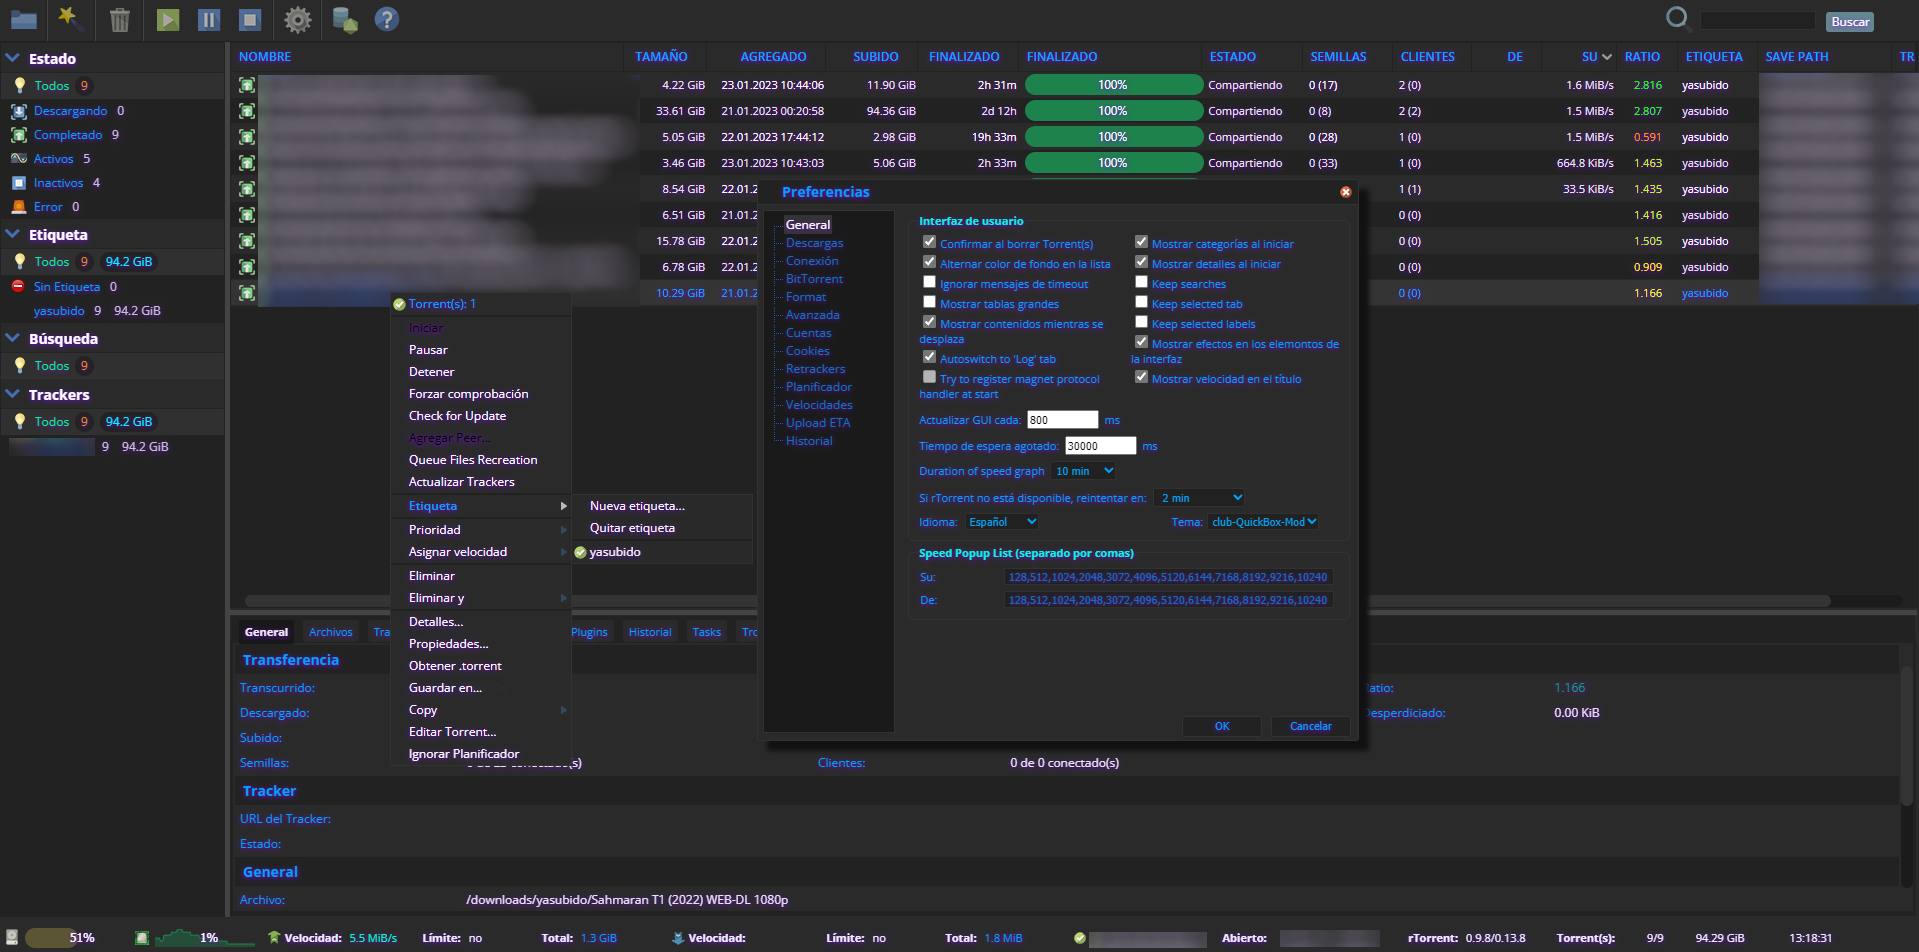 Buscar
Estado
Todos 9
Descargando 0
Completado 9
Activos 5
Inactivos 4
Error 0
Etiqueta
Todos 9 94.2 GiB
Sin Etiqueta 0
yasubido 9 94.2 GiB
Búsqueda
Todos 9
Trackers
Todos 9 94.2 GiB
9 94.2 GiB
NOMBRE TAMAÑO AGREGADO SUBIDO FINALIZADO FINALIZADO ESTADO SEMILLAS CLIENTES DE SU RATIO ETIQUETA SAVE PATH TR
4.22 GiB 23.01.2023 10:44:06 11.90 GiB 2h 31m 100% Compartiendo 0 (17) 2 (0) 1.6 MiB/s 2.816 yasubido
33.61 GiB 21.01.2023 00:20:58 94.36 GiB 2d 12h 100% Compartiendo 0 (8) 2 (2) 1.5 MiB/s 2.807 yasubido
5.05 GiB 22.01.2023 17:44:12 2.98 GiB 19h 33m 100% Compartiendo 0 (28) 1 (0) 1.5 MiB/s 0.591 yasubido
3.46 GiB 23.01.2023 10:43:03 5.06 GiB 2h 33m 100% Compartiendo 0 (33) 1 (0) 664.8 KiB/s 1.463 yasubido
8.54 GiB 22.01.2 1 (1) 33.5 KiB/s 1.435 yasubido
6.51 GiB 21.01.2 0 (0) 1.416 yasubido
15.78 GiB 22.01.2 0 (0) 1.505 yasubido
6.78 GiB 22.01.2 0 (0) 0.909 yasubido
10.29 GiB 21.01.2 0 (0) 1.166 yasubido
Torrent(s): 1
Iniciar
Pausar
Detener
Forzar comprobación
Check for Update
Agregar Peer...
Queue Files Recreation
Actualizar Trackers
Etiqueta
Prioridad
Asignar velocidad
Eliminar
Eliminar y
Detalles...
Propiedades...
Obtener .torrent
Guardar en...
Copy
Editar Torrent...
Ignorar Planificador
Nueva etiqueta...
Quitar etiqueta
yasubido
Preferencias
General
Descargas
Conexión
BitTorrent
Format
Avanzada
Cuentas
Cookies
Retrackers
Planificador
Velocidades
Upload ETA
Historial
Interfaz de usuario
Confirmar al borrar Torrent(s)
Alternar color de fondo en la lista
Ignorar mensajes de timeout
Mostrar tablas grandes
Mostrar contenidos mientras se
desplaza
Autoswitch to 'Log' tab
Try to register magnet protocol
handler at start
Mostrar categorías al iniciar
Mostrar detalles al iniciar
Keep searches
Keep selected tab
Keep selected labels
Mostrar efectos en los elemontos de
la interfaz
Mostrar velocidad en el título
Actualizar GUI cada: 800 ms
Tiempo de espera agotado: 30000 ms
Duration of speed graph 10 min
Si rTorrent no está disponible, reintentar en: 2 min
Idioma: Español Tema: club-QuickBox-Mod
Speed Popup List (separado por comas)
Su: 128,512,1024,2048,3072,4096,5120,6144,7168,8192,9216,10240
De: 128,512,1024,2048,3072,4096,5120,6144,7168,8192,9216,10240
OK Cancelar
General Archivos Tra Plugins Historial Tasks Tro
Transferencia
Transcurrido: atio: 1.166
Descargado: Desperdiciado: 0.00 KiB
Subido:
Semillas: (s) Clientes: 0 de 0 conectado(s)
Tracker
URL del Tracker:
Estado:
General
Archivo: /downloads/yasubido/Sahmaran T1 (2022) WEB-DL 1080p
51% 1% Velocidad: 5.5 MiB/s Límite: no Total: 1.3 GiB Velocidad: Límite: no Total: 1.8 MiB Abierto: rTorrent: 0.9.8/0.13.8 Torrent(s): 9/9 94.29 GiB 13:18:31